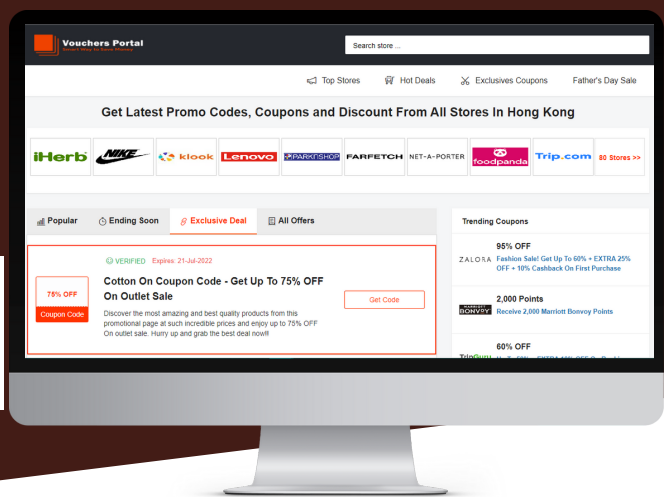 Vouchers Portal
Smart Way to Save Money
Search store ...
Top Stores
Hot Deals
Exclusives Coupons
Father's Day Sale
Get Latest Promo Codes, Coupons and Discount From All Stores In Hong Kong
iHerb
NIKE
klook
Lenovo
PARKNSHOP
FARFETCH
NET-A-PORTER
foodpanda
Trip.com
80 Stores >>
Popular
Ending Soon
Exclusive Deal
All Offers
Trending Coupons
VERIFIED Expires: 21-Jul-2022
75% OFF
Coupon Code
Cotton On Coupon Code - Get Up To 75% OFF
On Outlet Sale
Discover the most amazing and best quality products from this
promotional page at such incredible prices and enjoy up to 75% OFF
On outlet sale. Hurry up and grab the best deal now!!
Get Code
ZALORA
95% OFF
Fashion Sale! Get Up To 60% + EXTRA 25%
OFF + 10% Cashback On First Purchase
MARRIOTT
BONVOY
2,000 Points
Receive 2,000 Marriott Bonvoy Points
60% OFF